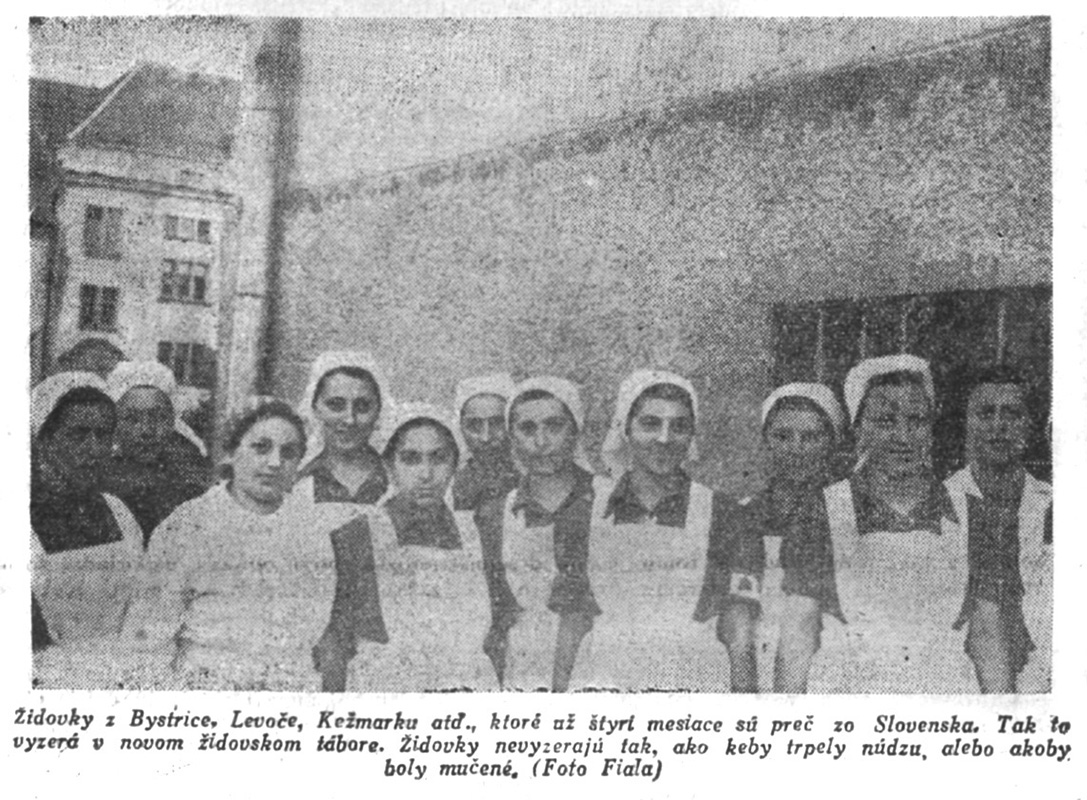 Židovky z Bystrice, Levoče, Kežmarku atď., ktoré už štyri mesiace sú preč zo Slovenska. Tak to
vyzerá v novom židovskom tábore. Židovky nevyzerajú tak, ako keby trpely núdzu, alebo akoby
boly mučené. (Foto Fiala)